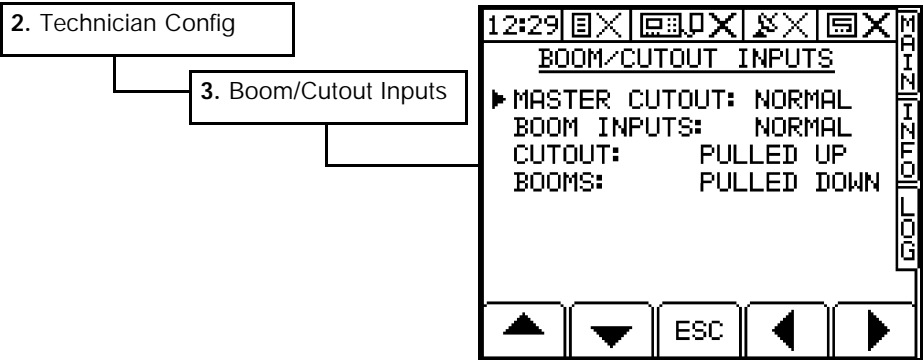 2. Technician Config
3. Boom/Cutout Inputs
12:29
BOOM/CUTOUT INPUTS
MASTER CUTOUT: NORMAL
BOOM INPUTS: NORMAL
CUTOUT: PULLED UP
BOOMS: PULLED DOWN
MAIN
INFO
LOG
ESC